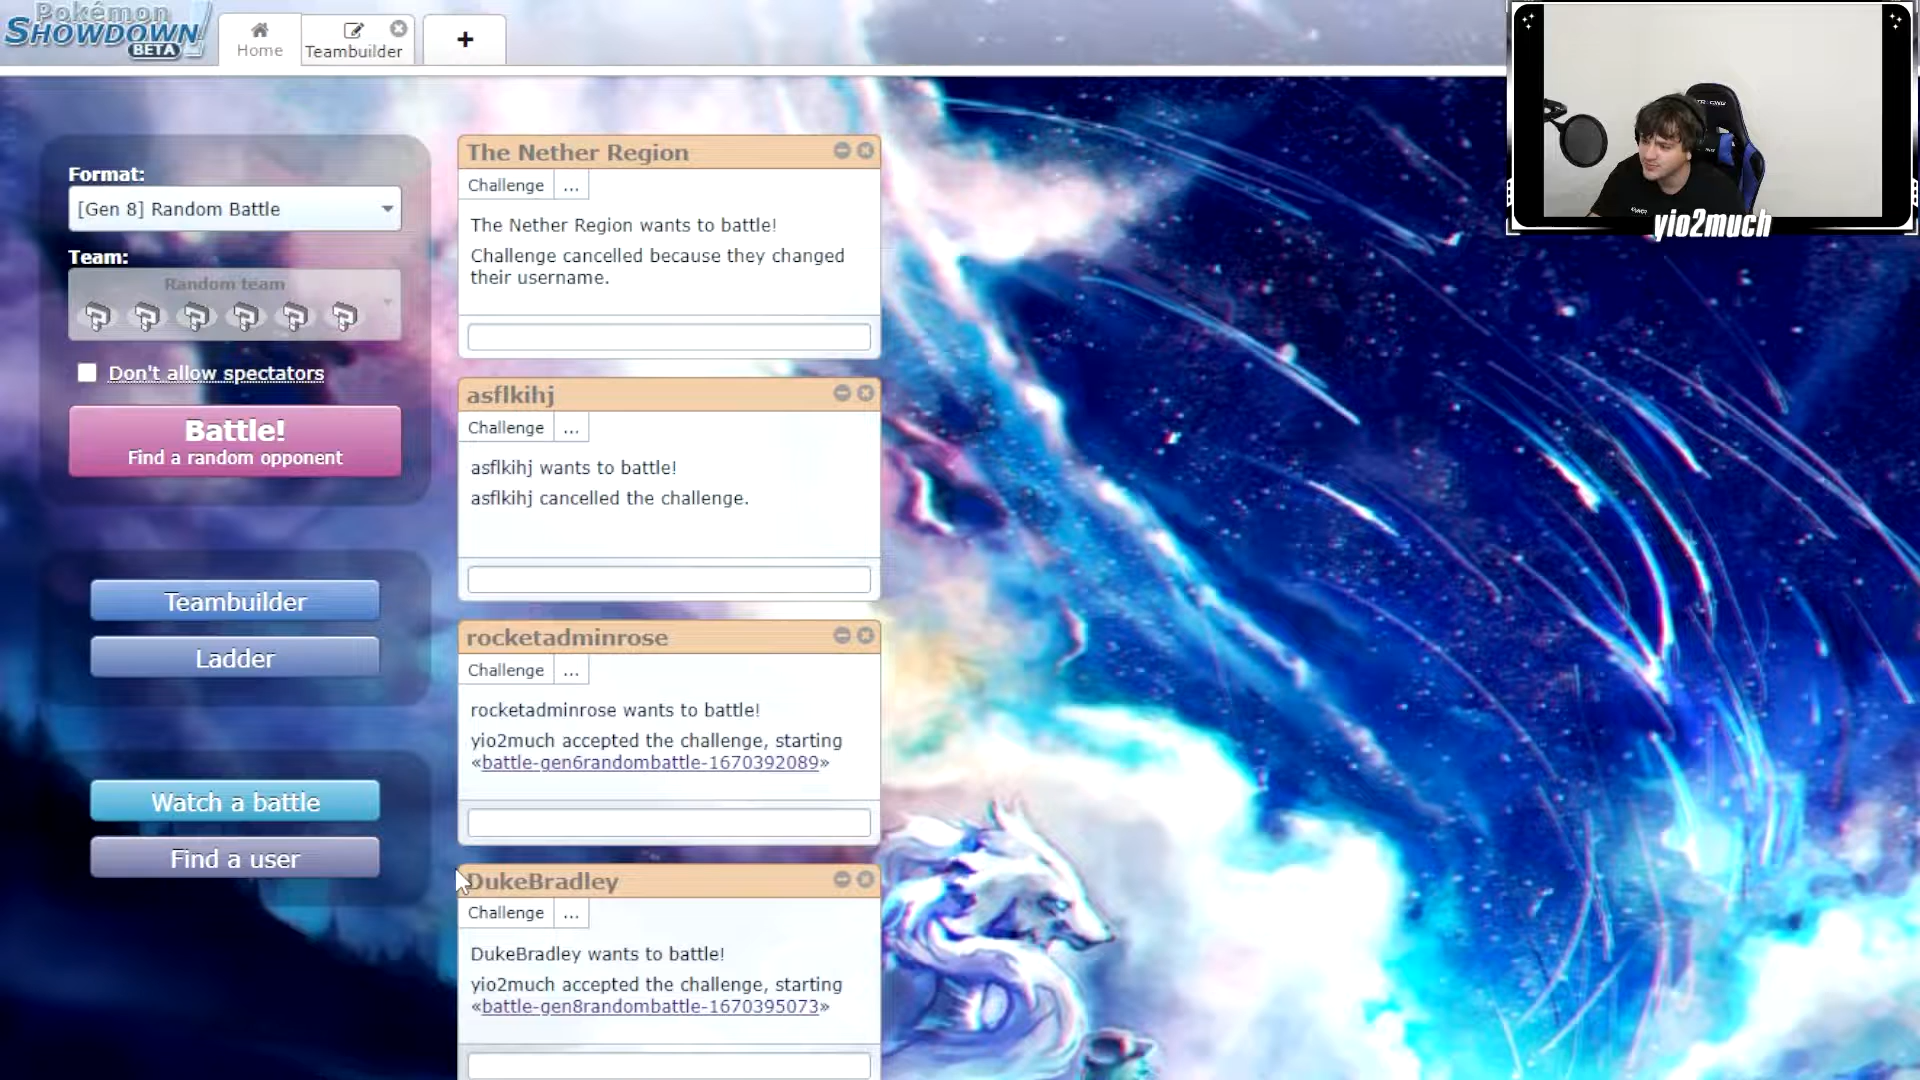 Pokémon
SHOWDOWN!
BETA
Home
Teambuilder
+
Format:
[Gen 8] Random Battle
Team:
Random team
Don't allow spectators
Battle!
Find a random opponent
Teambuilder
Ladder
Watch a battle
Find a user
The Nether Region
Challenge ...
The Nether Region wants to battle!
Challenge cancelled because they changed
their username.
asflkihj
Challenge ...
asflkihj wants to battle!
asflkihj cancelled the challenge.
rocketadminrose
Challenge ...
rocketadminrose wants to battle!
yio2much accepted the challenge, starting
«battle-gen6randombattle-1670392089»
DukeBradley
Challenge ...
DukeBradley wants to battle!
yio2much accepted the challenge, starting
«battle-gen8randombattle-1670395073»
yio2much